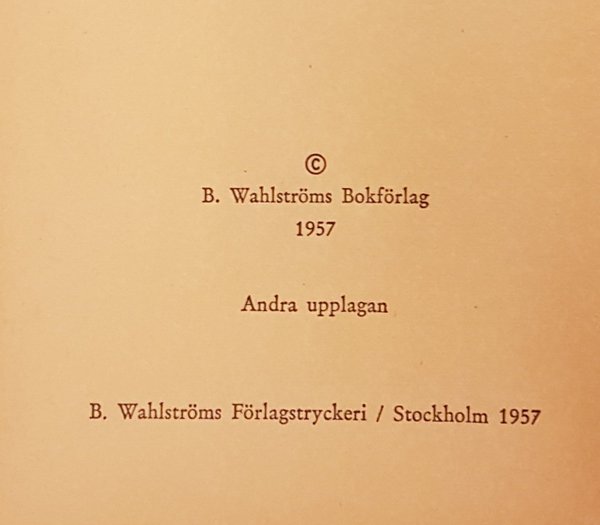 ©
B. Wahlströms Bokförlag
1957
Andra upplagan
B. Wahlströms Förlagstryckeri / Stockholm 1957